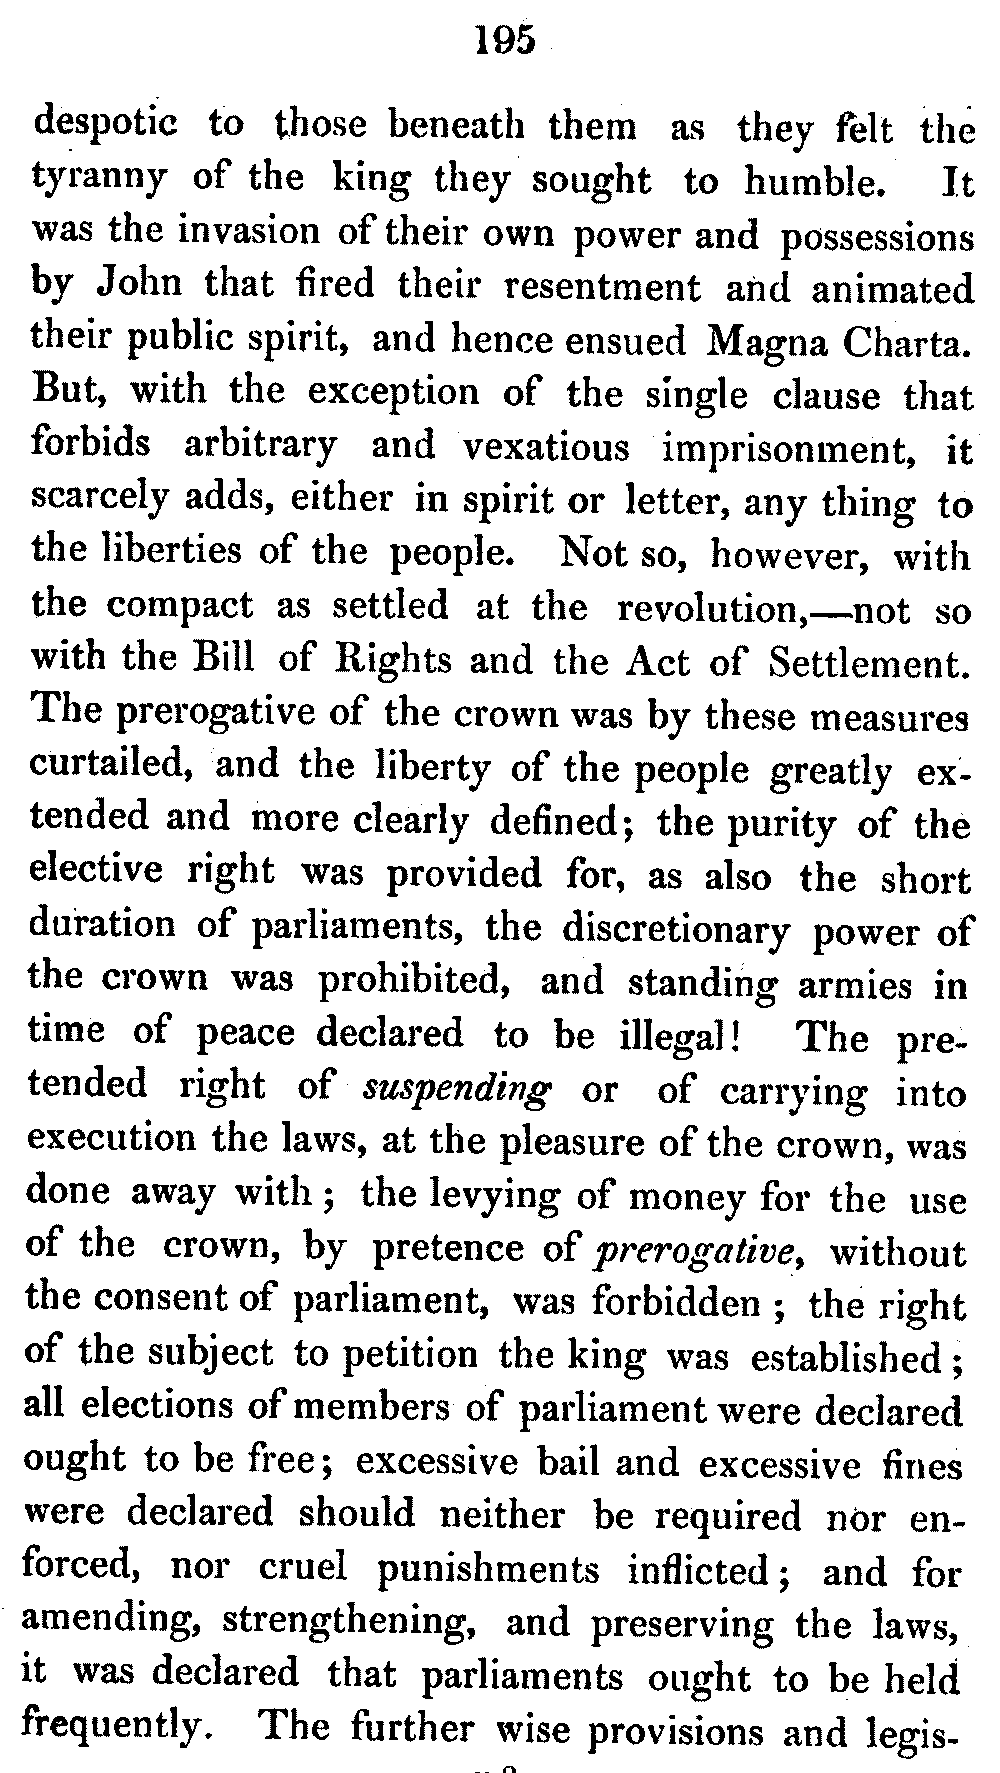 195
despotic to those beneath them as they felt the
tyranny of the king they sought to humble. It
was the invasion of their own power and possessions
by John that fired their resentment and animated
their public spirit, and hence ensued Magna Charta.
But, with the exception of the single clause that
forbids arbitrary and vexatious imprisonment, it
scarcely adds, either in spirit or letter, any thing to
the liberties of the people. Not so, however, with
the compact as settled at the revolution,—not so
with the Bill of Rights and the Act of Settlement.
The prerogative of the crown was by these measures
curtailed, and the liberty of the people greatly ex-
tended and more clearly defined; the purity of the
elective right was provided for, as also the short
duration of parliaments, the discretionary power of
the crown was prohibited, and standing armies in
time of peace declared to be illegal! The pre-
tended right of suspending or of carrying into
execution the laws, at the pleasure of the crown, was
done away with; the levying of money for the use
of the crown, by pretence of prerogative, without
the consent of parliament, was forbidden; the right
of the subject to petition the king was established;
all elections of members of parliament were declared
ought to be free; excessive bail and excessive fines
were declared should neither be required nor en-
forced, nor cruel punishments inflicted; and for
amending, strengthening, and preserving the laws,
it was declared that parliaments ought to be held
frequently. The further wise provisions and legis-